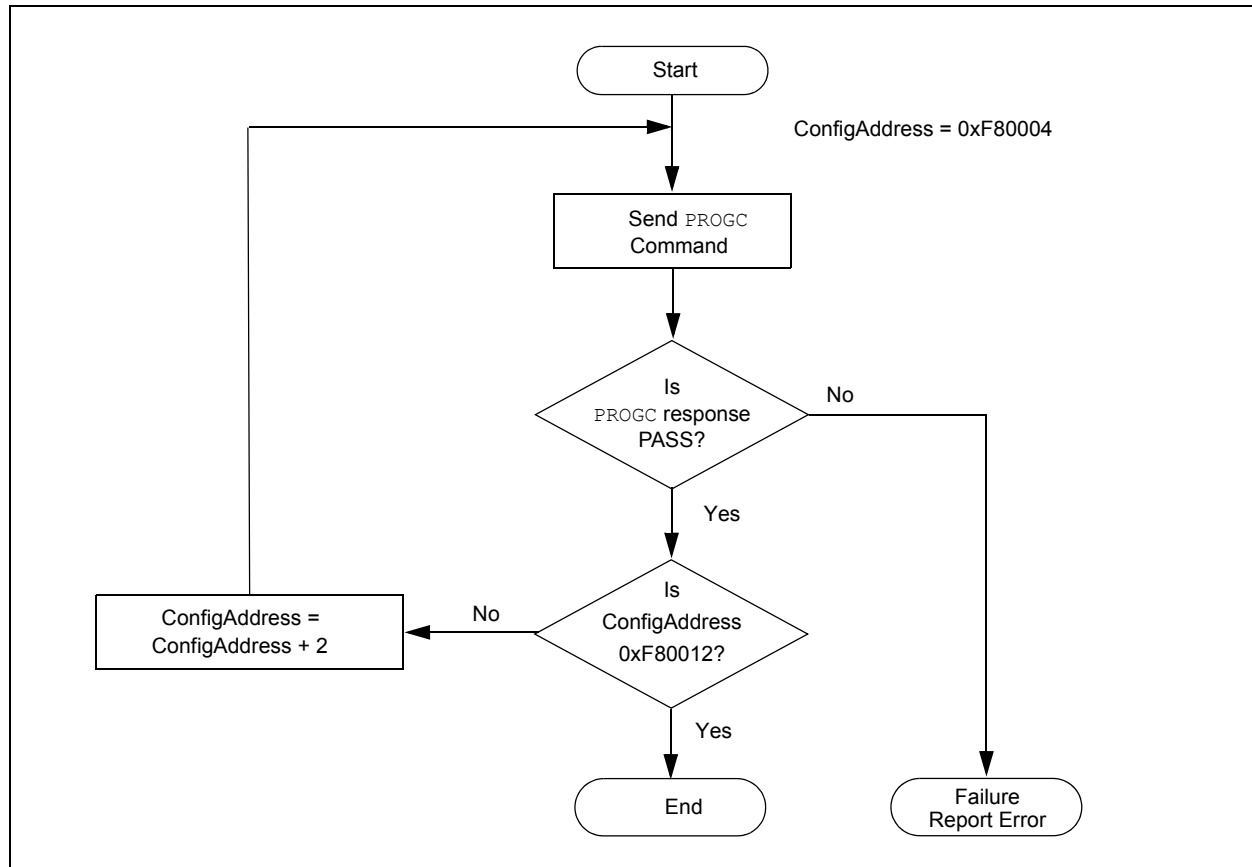 Start
ConfigAddress = 0xF80004
Send PROGC
Command
Is
PROGC response
PASS?
No
Yes
Is
ConfigAddress
0xF80012?
No
ConfigAddress =
ConfigAddress + 2
Yes
End
Failure
Report Error